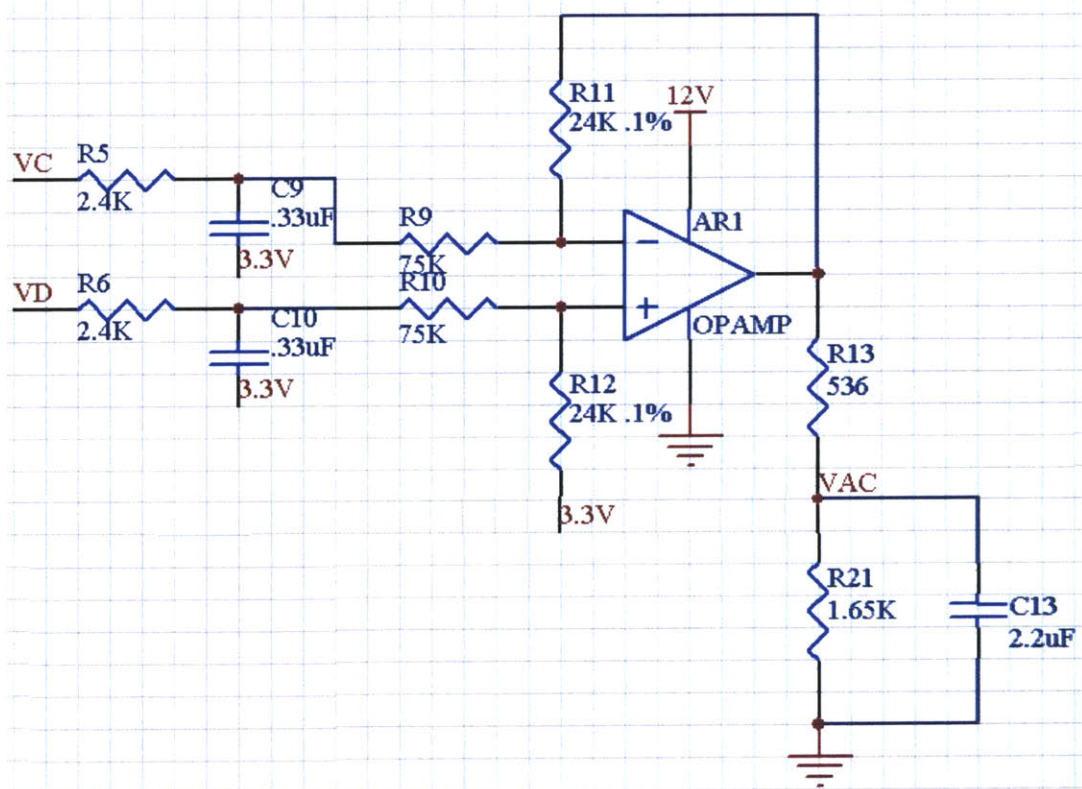 R11
24K .1%
12V
VC
R5
2.4K
C9
.33uF
3.3V
R9
75K
AR1
VD
R6
2.4K
C10
.33uF
3.3V
R10
75K
OPAMP
R12
24K .1%
3.3V
R13
536
VAC
R21
1.65K
C13
2.2uF